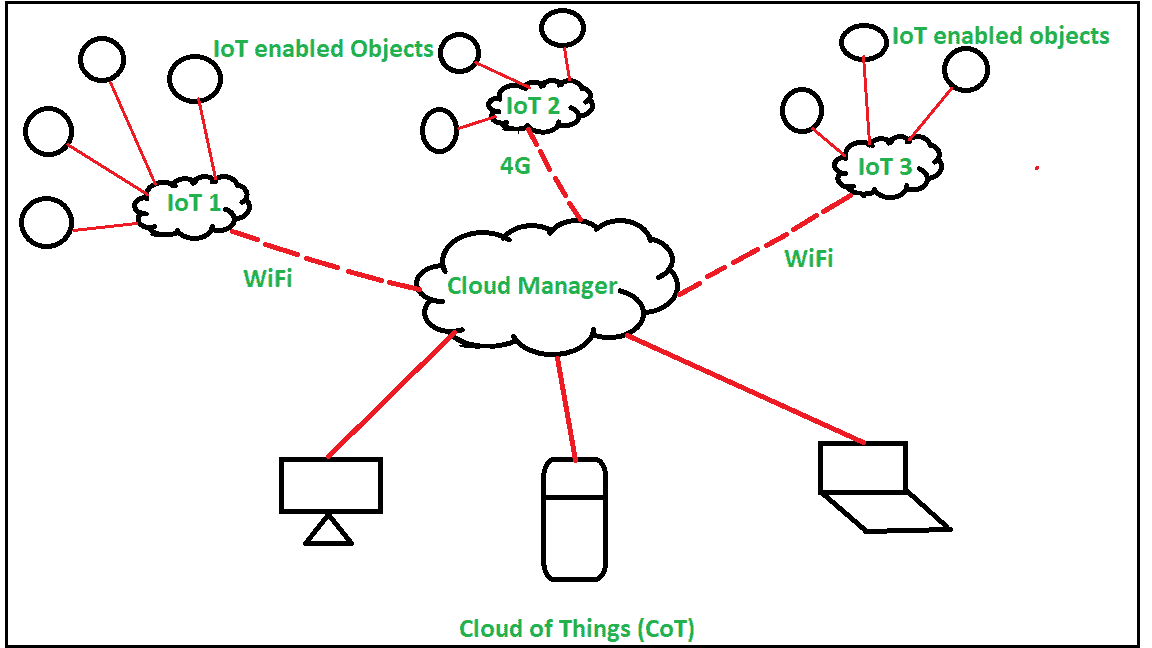 IoT enabled Objects
IoT enabled objects
IoT 2
4G
IoT 3
IoT 1
WiFi
WiFi
Cloud Manager
Cloud of Things (CoT)